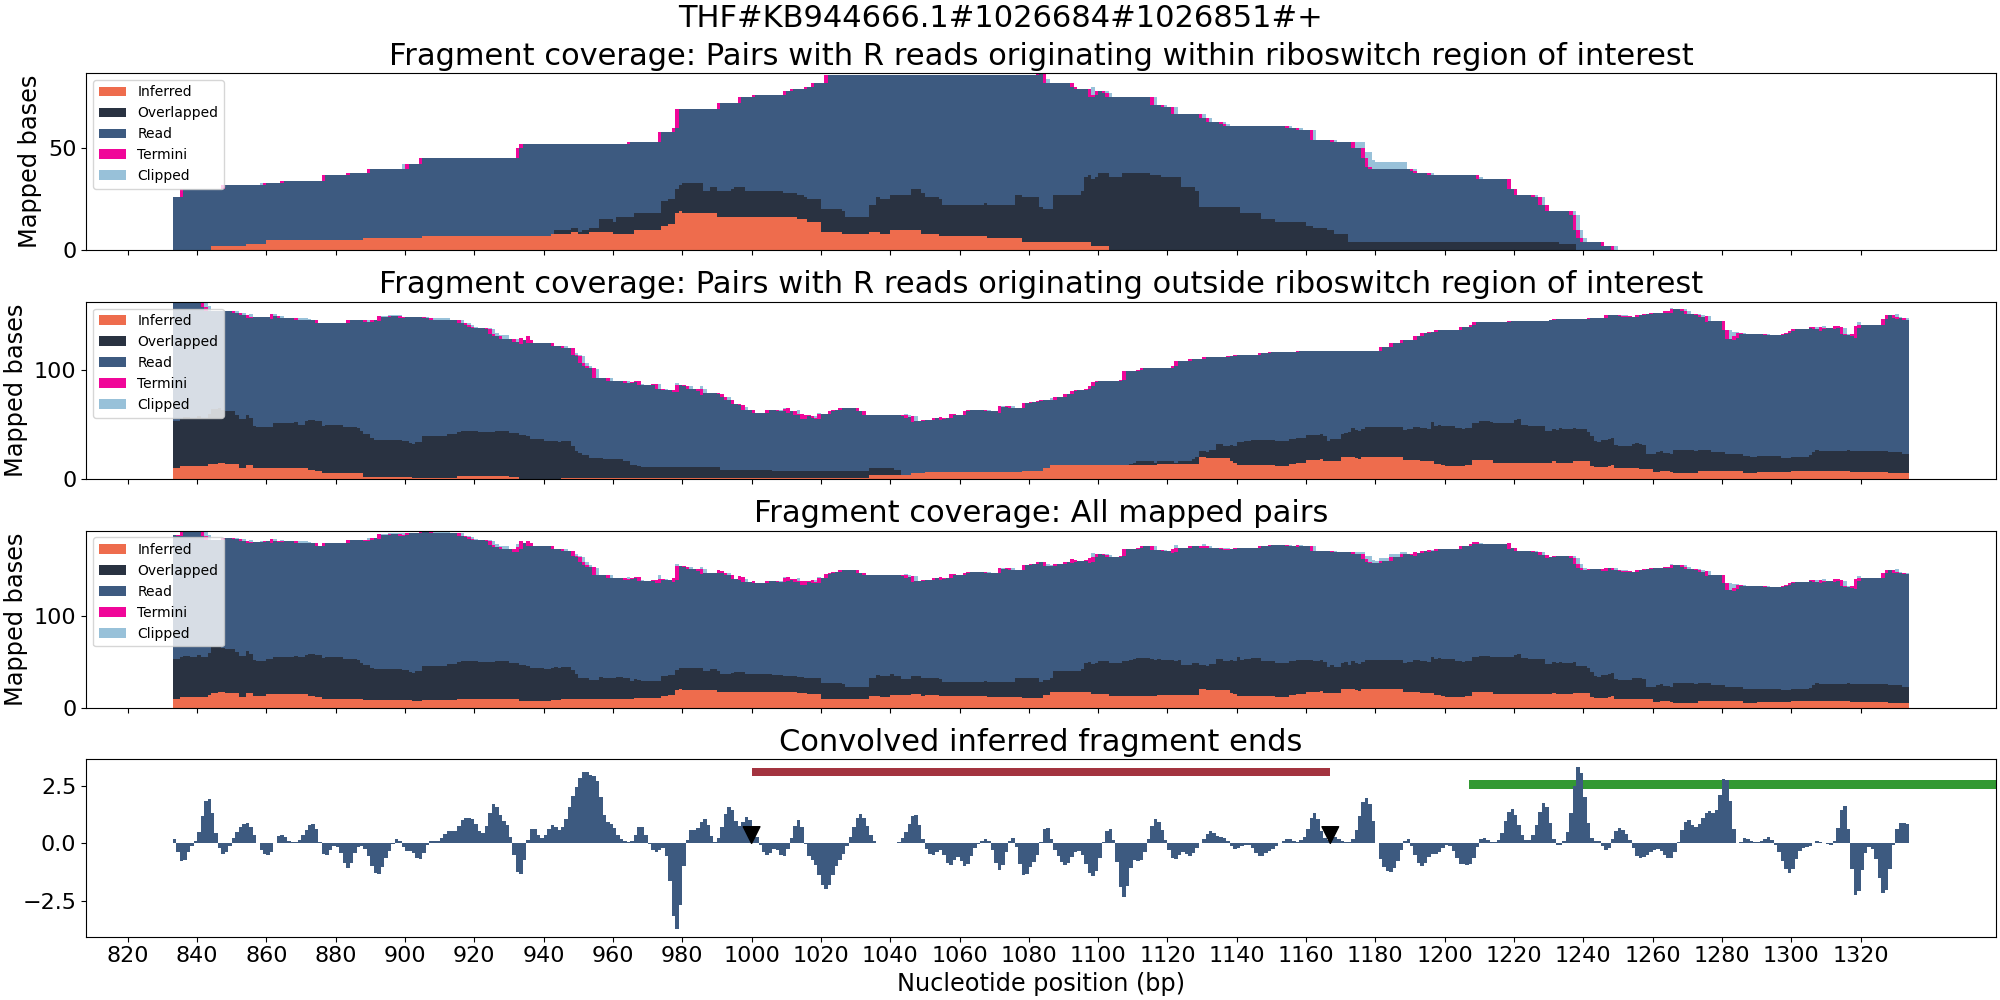 THF#KB944666.1#1026684#1026851#+
Fragment coverage: Pairs with R reads originating within riboswitch region of interest
Mapped bases
50
0
Inferred
Overlapped
Read
Termini
Clipped
Fragment coverage: Pairs with R reads originating outside riboswitch region of interest
Mapped bases
100
0
Inferred
Overlapped
Read
Termini
Clipped
Fragment coverage: All mapped pairs
Mapped bases
100
0
Inferred
Overlapped
Read
Termini
Clipped
Convolved inferred fragment ends
2.5
0.0
−2.5
820 840 860 880 900 920 940 960 980 1000 1020 1040 1060 1080 1100 1120 1140 1160 1180 1200 1220 1240 1260 1280 1300 1320
Nucleotide position (bp)